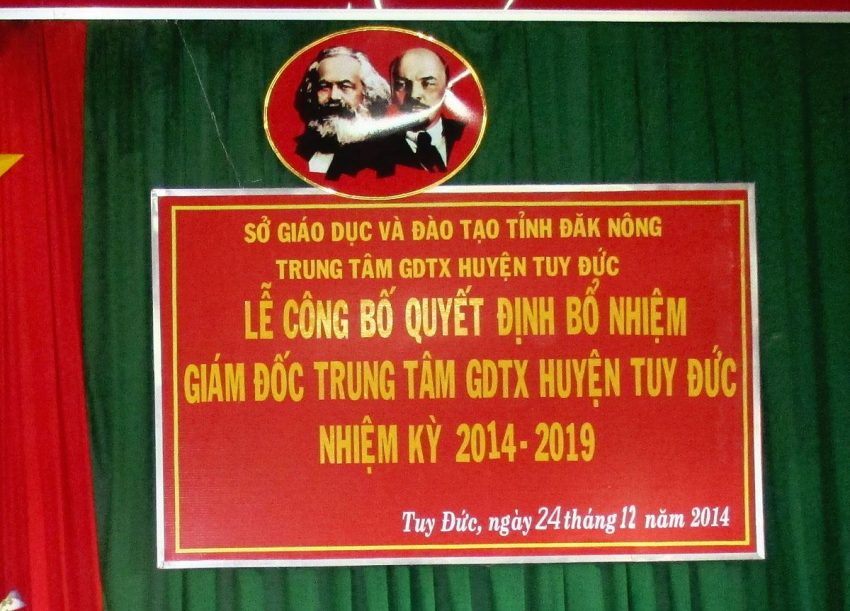 SỞ GIÁO DỤC VÀ ĐÀO TẠO TỈNH ĐĂK NÔNG
TRUNG TÂM GDTX HUYỆN TUY ĐỨC
LỄ CÔNG BỐ QUYẾT ĐỊNH BỔ NHIỆM
GIÁM ĐỐC TRUNG TÂM GDTX HUYỆN TUY ĐỨC
NHIỆM KỲ 2014-2019
Tuy Đức, ngày 24 tháng 12 năm 2014